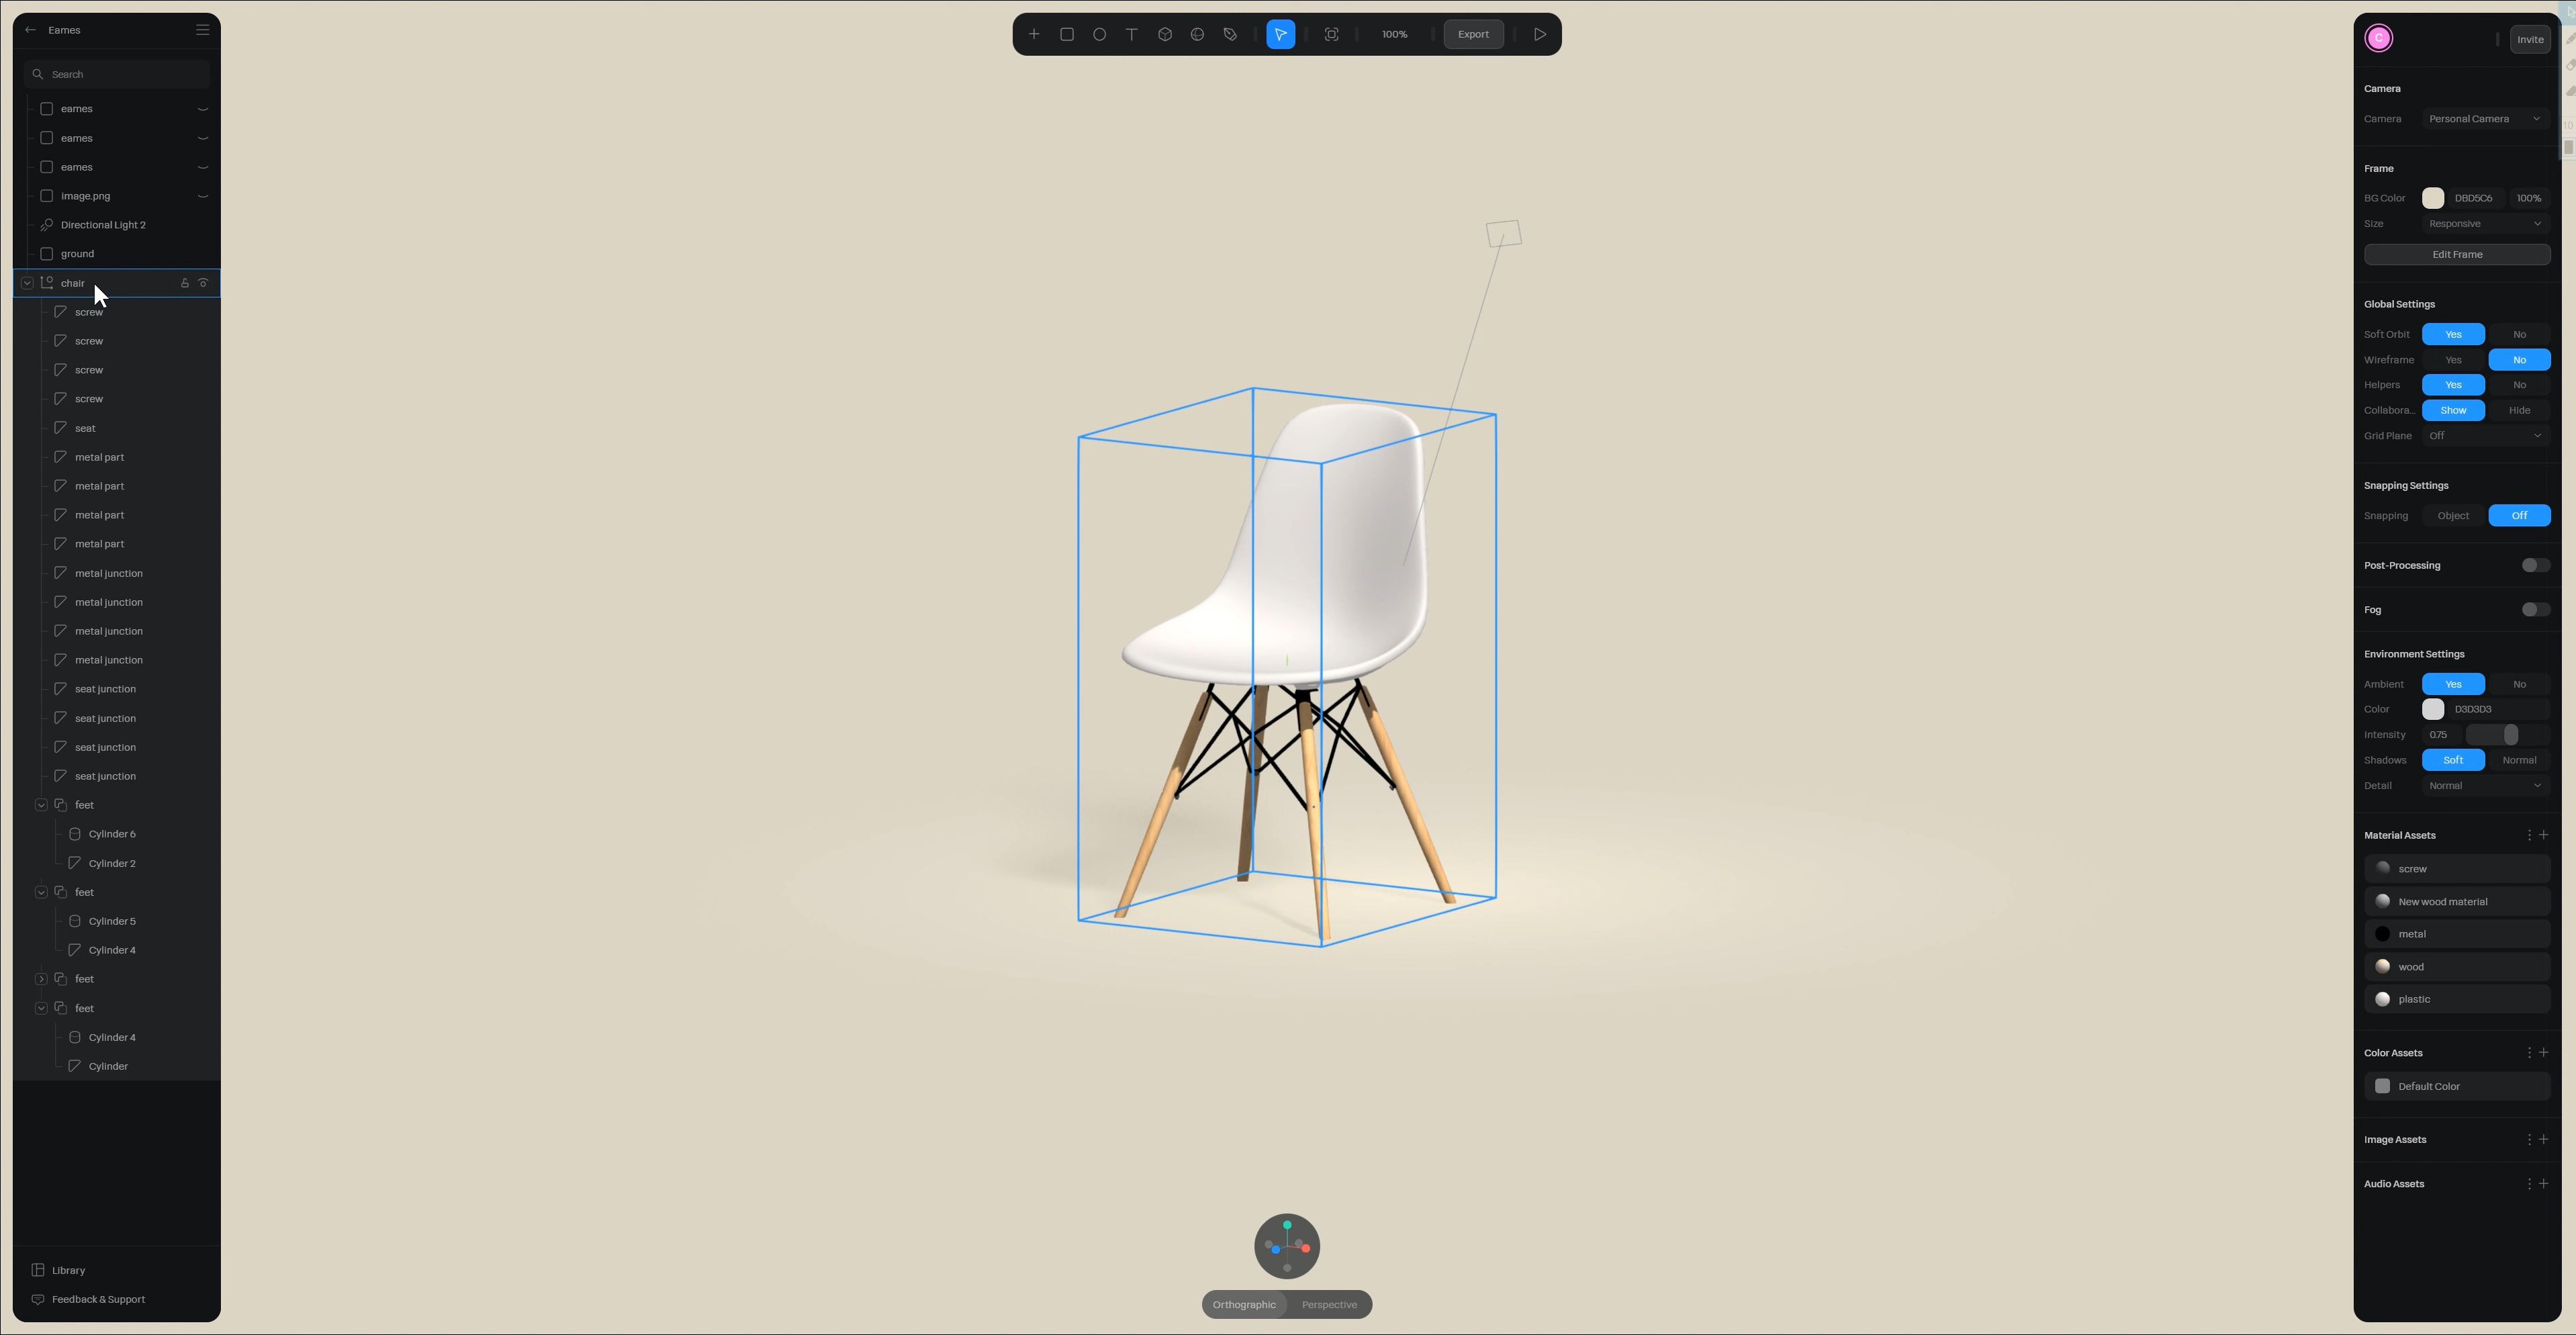 Eames
Search
eames
eames
eames
image.png
Directional Light 2
ground
chair
screw
screw
screw
screw
seat
metal part
metal part
metal part
metal part
metal junction
metal junction
metal junction
metal junction
seat junction
seat junction
seat junction
seat junction
feet
Cylinder 6
Cylinder 2
feet
Cylinder 5
Cylinder 4
feet
feet
Cylinder 4
Cylinder
Library
Feedback & Support
100% Export
Orthographic Perspective
C Invite
Camera
Camera Personal Camera
Frame
BG Color DBD5C6 100%
Size Responsive
Edit Frame
Global Settings
Soft Orbit Yes No
Wireframe Yes No
Helpers Yes No
Collabora... Show Hide
Grid Plane Off
Snapping Settings
Snapping Object Off
Post-Processing
Fog
Environment Settings
Ambient Yes No
Color D3D3D3
Intensity 0.75
Shadows Soft Normal
Detail Normal
Material Assets
screw
New wood material
metal
wood
plastic
Color Assets
Default Color
Image Assets
Audio Assets
10